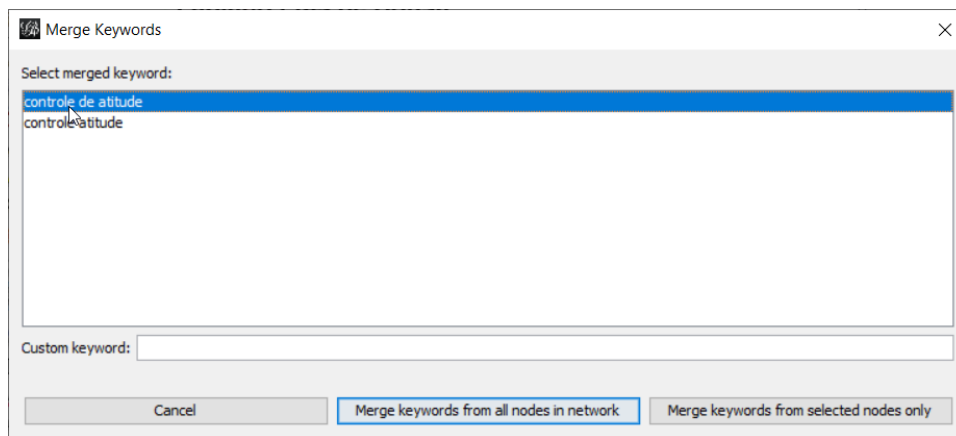 Merge Keywords
Select merged keyword:
controle de atitude
controle atitude
Custom keyword:
Cancel Merge keywords from all nodes in network Merge keywords from selected nodes only